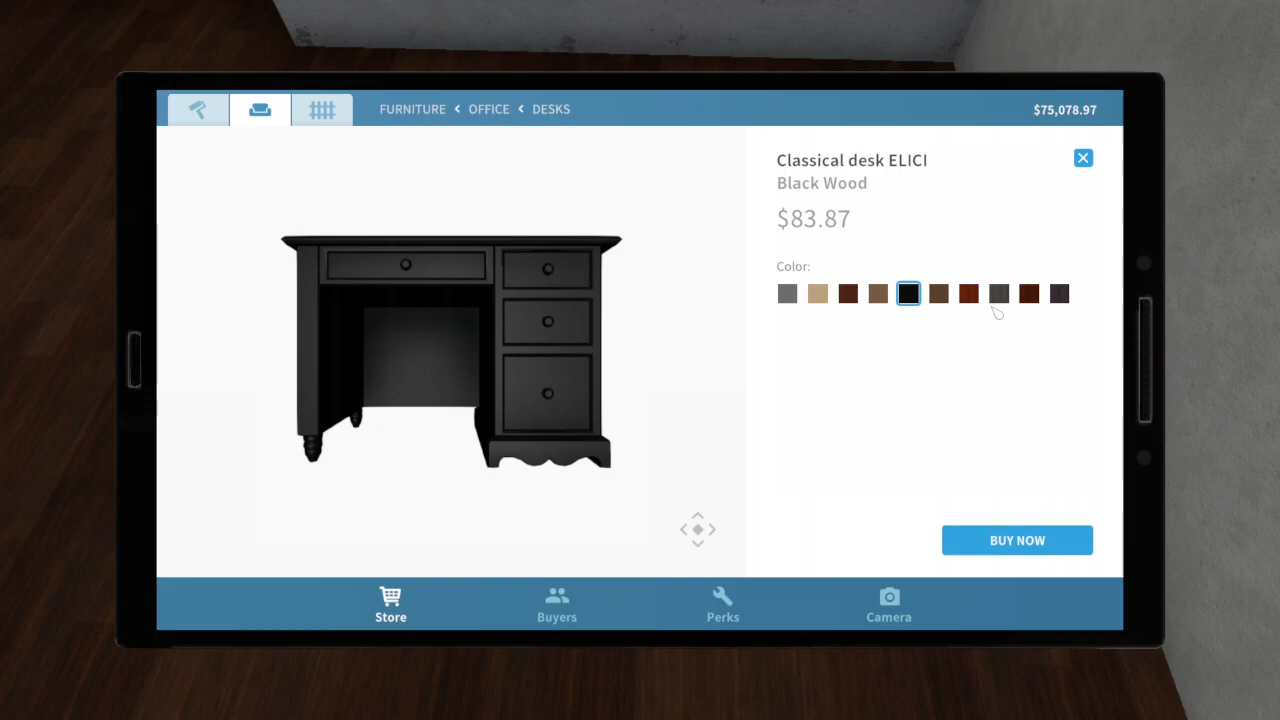 FURNITURE < OFFICE < DESKS
$75,078.97
Classical desk ELICI
Black Wood
$83.87
Color:
BUY NOW
Store
Buyers
Perks
Camera